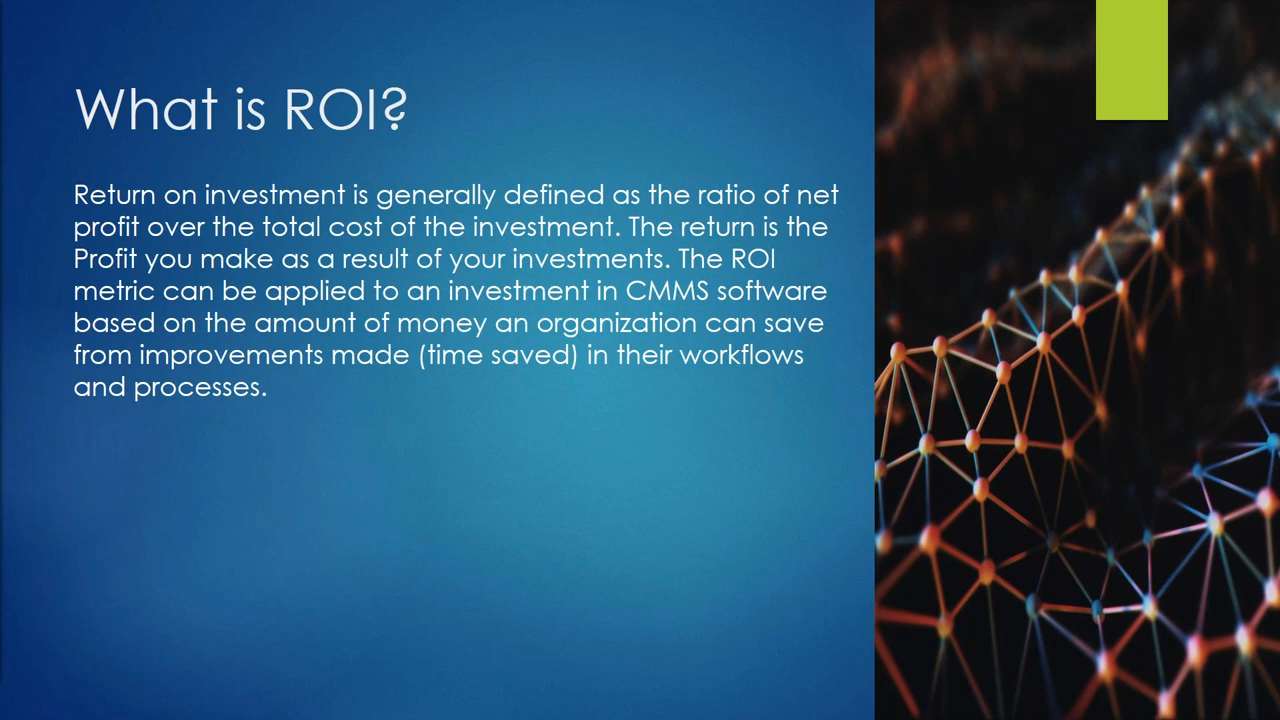 What is ROI?
Return on investment is generally defined as the ratio of net
profit over the total cost of the investment. The return is the
Profit you make as a result of your investments. The ROI
metric can be applied to an investment in CMMS software
based on the amount of money an organization can save
from improvements made (time saved) in their workflows
and processes.